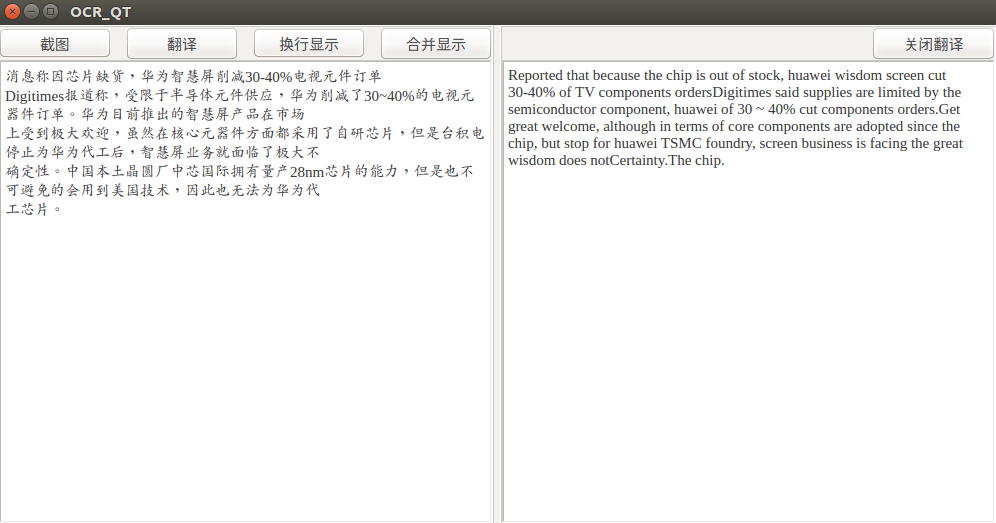 OCR_QT
截图 翻译 换行显示 合并显示 关闭翻译
消息称因芯片缺货，华为智慧屏削减30-40%电视元件订单
Digitimes报道称，受限于半导体元件供应，华为削减了30~40%的电视元
器件订单。华为目前推出的智慧屏产品在市场
上受到极大欢迎，虽然在核心元器件方面都采用了自研芯片，但是台积电
停止为华为代工后，智慧屏业务就面临了极大不
确定性。中国本土晶圆厂中芯国际拥有量产28nm芯片的能力，但是也不
可避免的会用到美国技术，因此也无法为华为代
工芯片。
Reported that because the chip is out of stock, huawei wisdom screen cut
30-40% of TV components ordersDigitimes said supplies are limited by the
semiconductor component, huawei of 30 ~ 40% cut components orders.Get
great welcome, although in terms of core components are adopted since the
chip, but stop for huawei TSMC foundry, screen business is facing the great
wisdom does notCertainty.The chip.